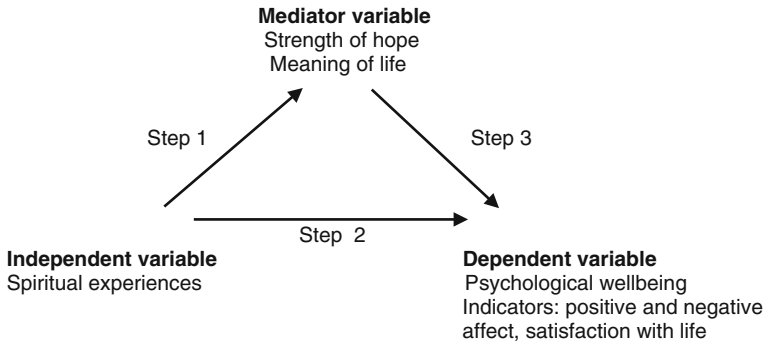 Mediator variable
Strength of hope
Meaning of life
Step 1
Step 3
Step 2
Independent variable
Spiritual experiences
Dependent variable
Psychological wellbeing
Indicators: positive and negative
affect, satisfaction with life